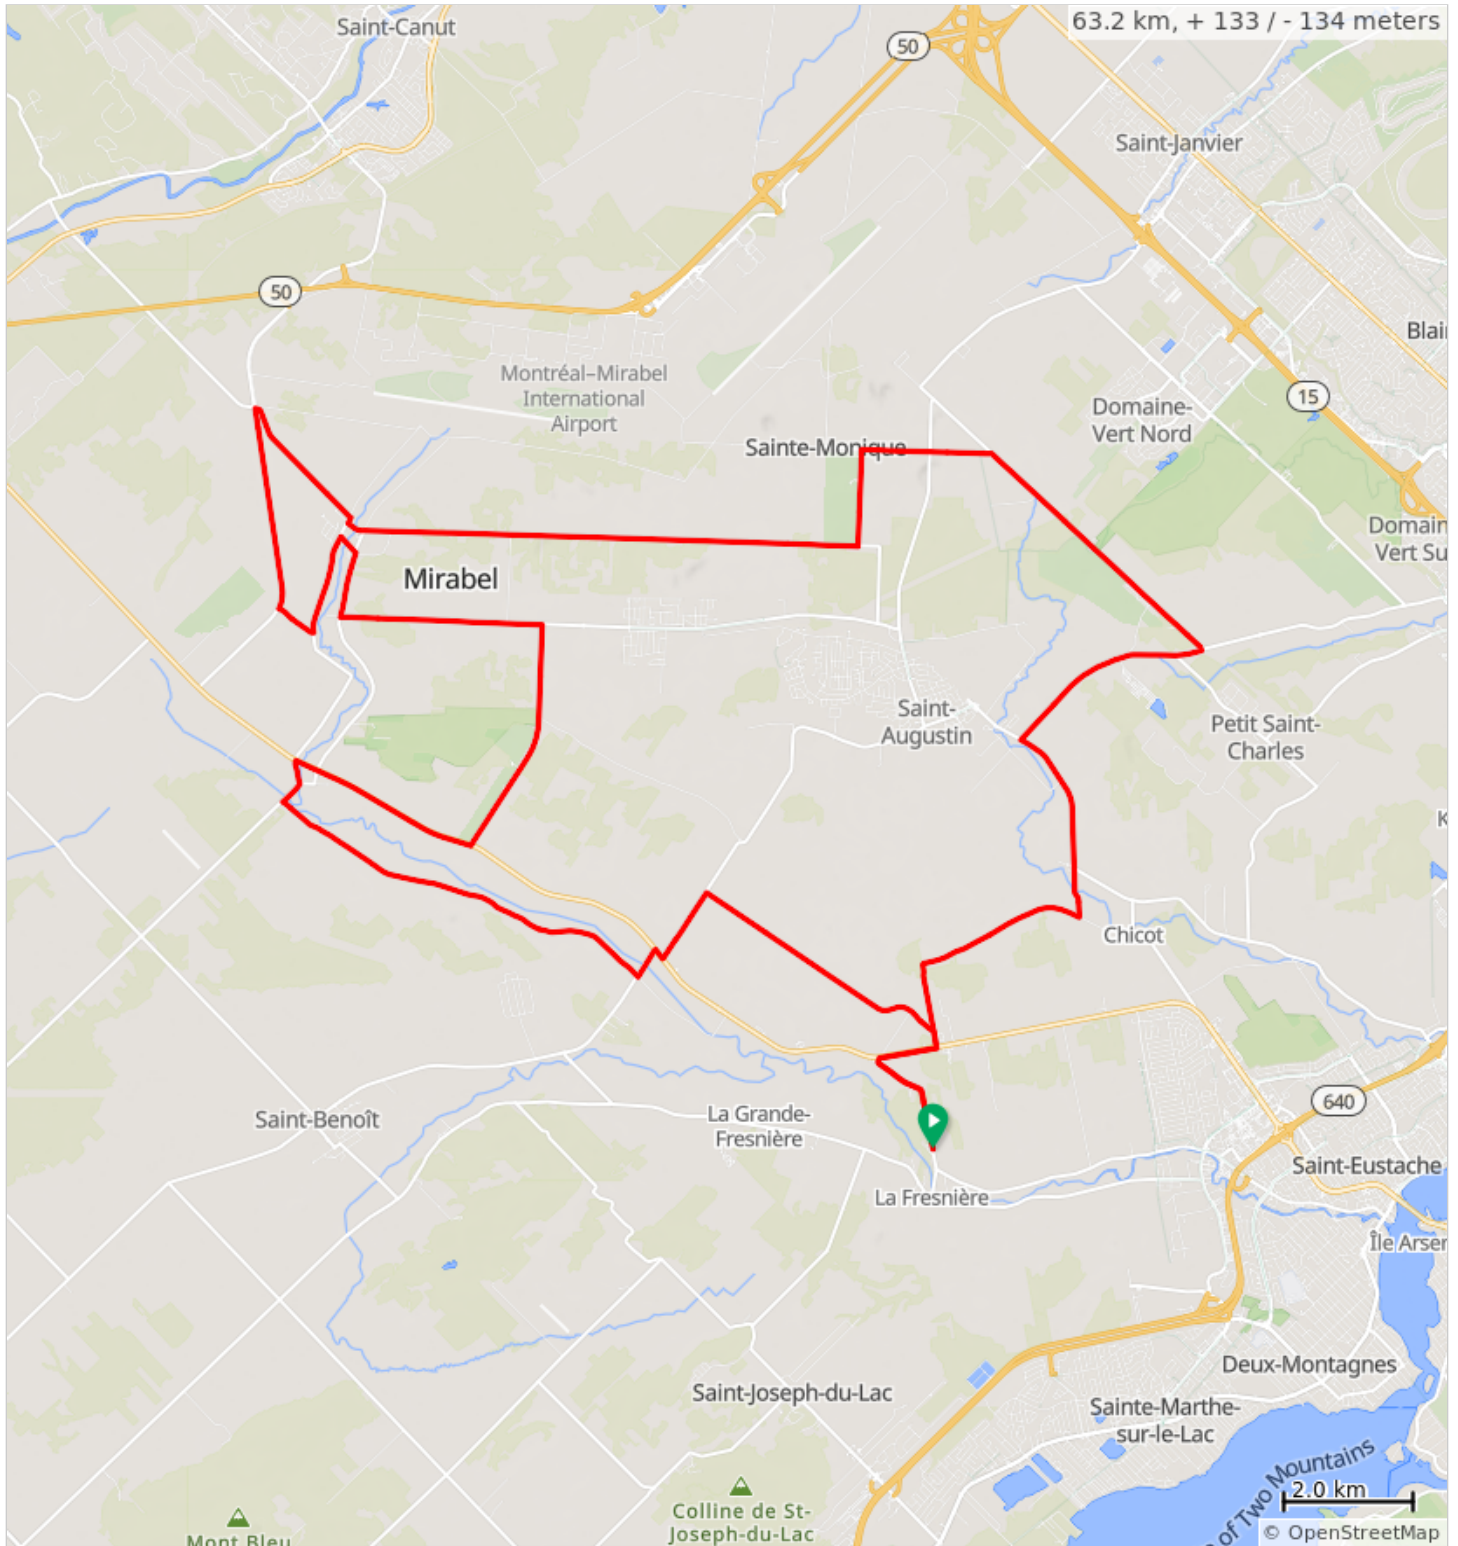 63.2 km, + 133 / - 134 meters
Saint-Canut
50
Saint-Janvier
50
Blai
Montréal–Mirabel
International
Airport
15
Domaine-
Vert Nord
Sainte-Monique
Domain
Vert Su
Mirabel
Saint-
Augustin
Petit Saint-
Charles
K
Chicot
640
Saint-Benoît
La Grande-
Fresnière
Saint-Eustache
La Fresnière
Île Arser
Deux-Montagnes
Saint-Joseph-du-Lac
Sainte-Marthe-
sur-le-Lac
of Two Mountains
2.0 km
Colline de St-
Joseph-du-Lac
Mont Bleu
© OpenStreetMap